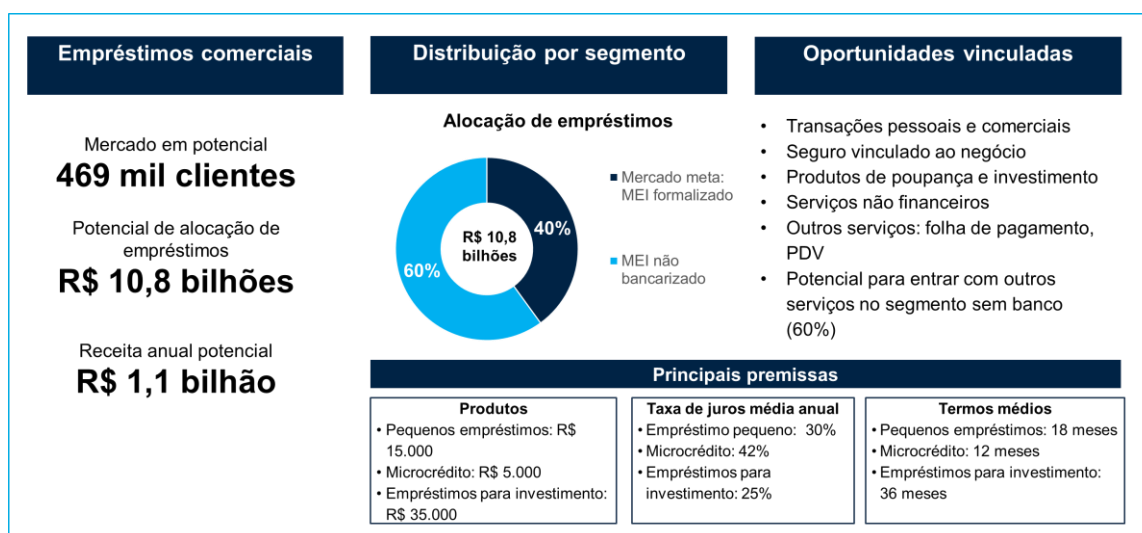 Empréstimos comerciais
Mercado em potencial
469 mil clientes
Potencial de alocação de
empréstimos
R$ 10,8 bilhões
Receita anual potencial
R$ 1,1 bilhão
Distribuição por segmento
Alocação de empréstimos
40%
60%
R$ 10,8
bilhões
Mercado meta:
MEI formalizado
MEI não
bancarizado
Oportunidades vinculadas
• Transações pessoais e comerciais
• Seguro vinculado ao negócio
• Produtos de poupança e investimento
• Serviços não financeiros
• Outros serviços: folha de pagamento,
PDV
• Potencial para entrar com outros
serviços no segmento sem banco
(60%)
Principais premissas
Produtos
• Pequenos empréstimos: R$
15.000
• Microcrédito: R$ 5.000
• Empréstimos para investimento:
R$ 35.000
Taxa de juros média anual
• Empréstimo pequeno: 30%
• Microcrédito: 42%
• Empréstimos para
investimento: 25%
Termos médios
• Pequenos empréstimos: 18 meses
• Microcrédito: 12 meses
• Empréstimos para investimento:
36 meses